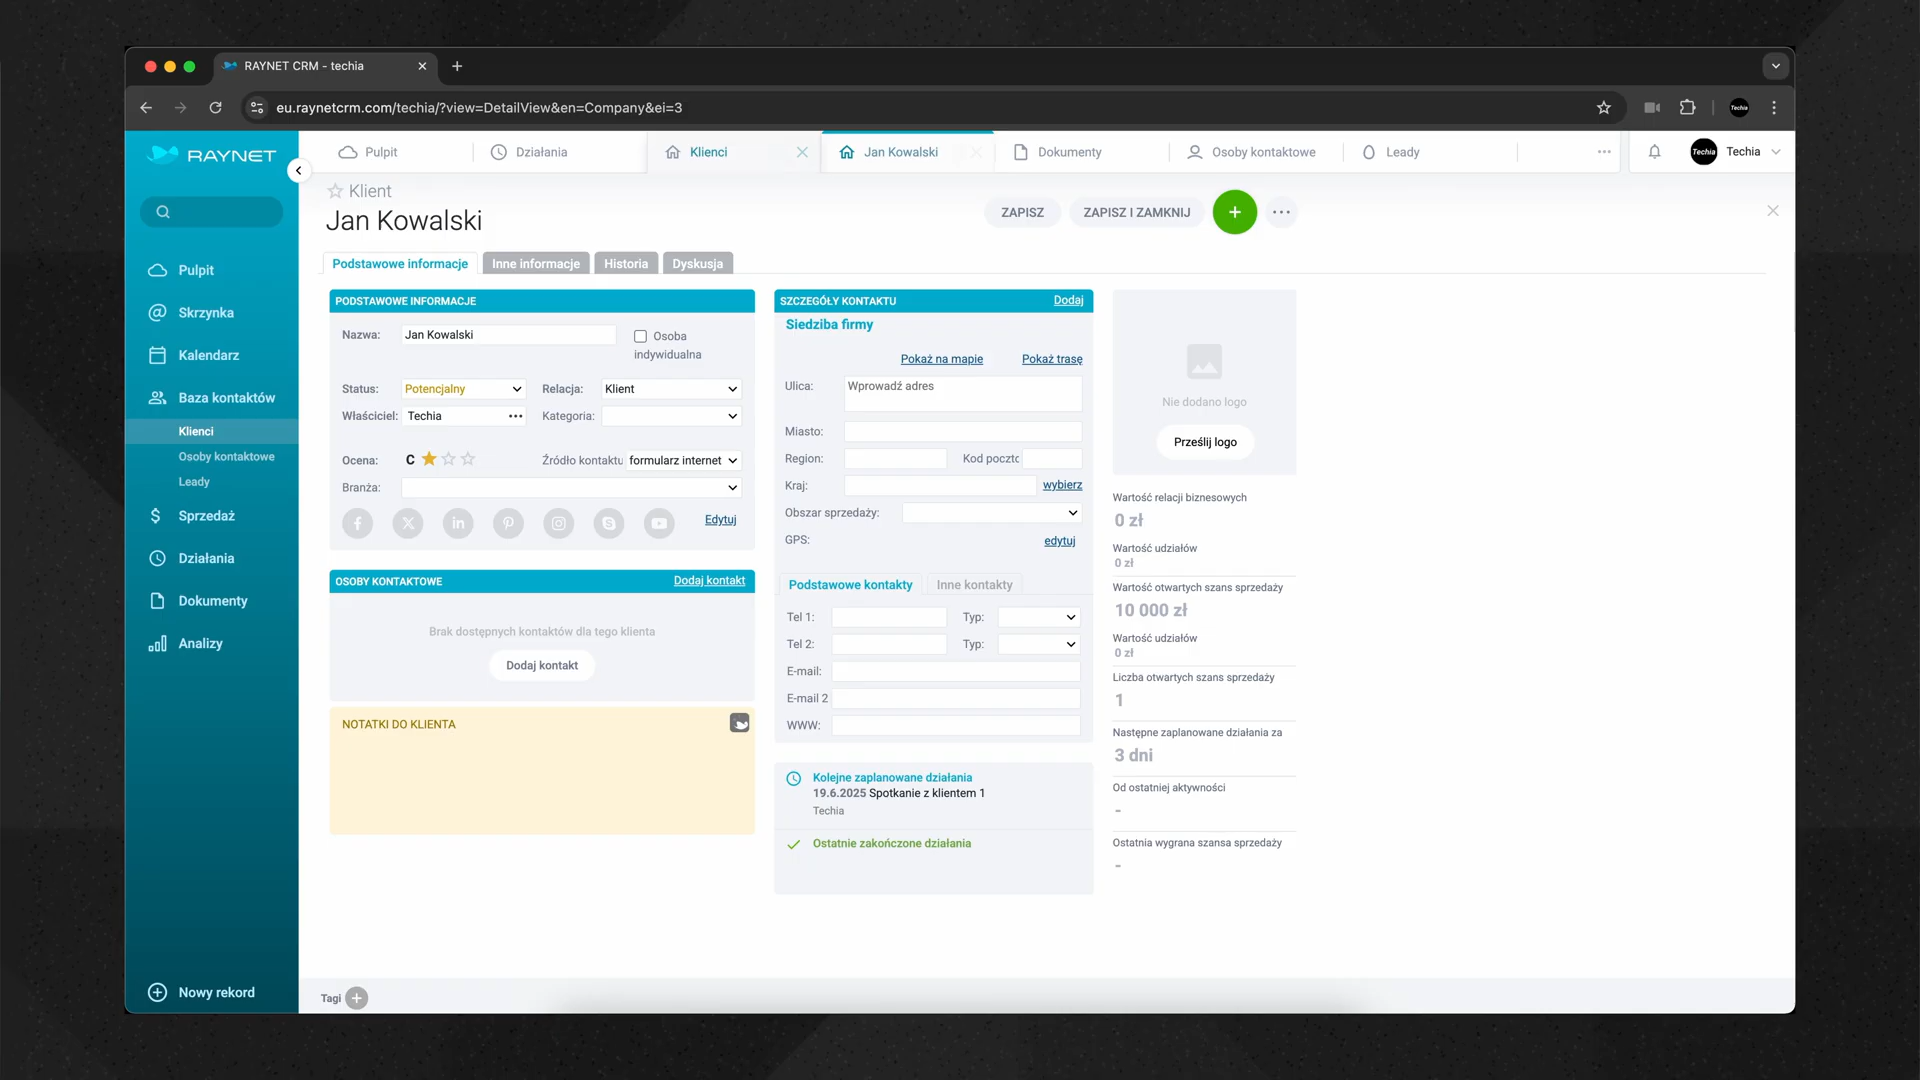 RAYNET CRM - techia
eu.raynetcrm.com/techia/?view=DetailView&en=Company&ei=3
Techia
RAYNET
Pulpit
Działania
Klienci
Jan Kowalski
Dokumenty
Osoby kontaktowe
Leady
Techia
Techia
Klient
Jan Kowalski
ZAPISZ
ZAPISZ I ZAMKNIJ
Pulpit
Skrzynka
Kalendarz
Baza kontaktów
Klienci
Osoby kontaktowe
Leady
Sprzedaż
Działania
Dokumenty
Analizy
Nowy rekord
Podstawowe informacje
Inne informacje
Historia
Dyskusja
PODSTAWOWE INFORMACJE
Nazwa: Jan Kowalski
Osoba
indywidualna
Status: Potencjalny
Relacja: Klient
Właściciel: Techia
Kategoria:
Ocena: C
Źródło kontaktu formularz internet
Branża:
Edytuj
OSOBY KONTAKTOWE
Dodaj kontakt
Brak dostępnych kontaktów dla tego klienta
Dodaj kontakt
NOTATKI DO KLIENTA
SZCZEGÓŁY KONTAKTU
Dodaj
Siedziba firmy
Pokaż na mapie
Pokaż trasę
Ulica: Wprowadź adres
Miasto:
Region:
Kod poczto
Kraj:
wybierz
Obszar sprzedaży:
GPS:
edytuj
Podstawowe kontakty
Inne kontakty
Tel 1:
Typ:
Tel 2:
Typ:
E-mail:
E-mail 2
WWW:
Kolejne zaplanowane działania
19.6.2025 Spotkanie z klientem 1
Techia
Ostatnie zakończone działania
Nie dodano logo
Prześlij logo
Wartość relacji biznesowych
0 zł
Wartość udziałów
0 zł
Wartość otwartych szans sprzedaży
10 000 zł
Wartość udziałów
0 zł
Liczba otwartych szans sprzedaży
1
Następne zaplanowane działania za
3 dni
Od ostatniej aktywności
-
Ostatnia wygrana szansa sprzedaży
-
Tagi